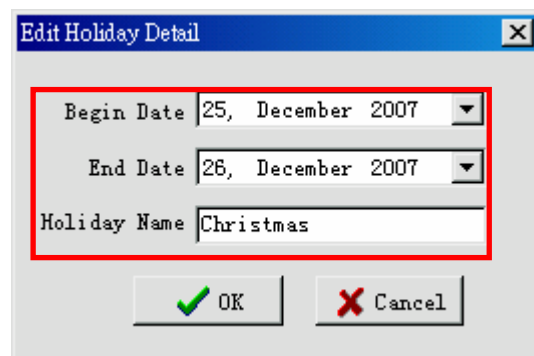 Edit Holiday Detail
Begin Date 25, December 2007
End Date 26, December 2007
Holiday Name Christmas
OK Cancel